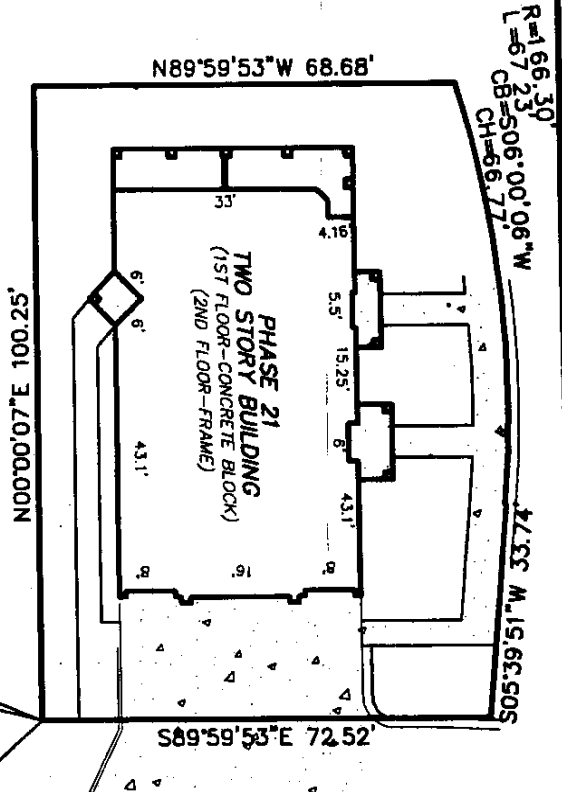 N89°59'53"W 68.68'
R=166.30'
L=67.23'
CB=S06°00'06"W
CH=66.77'
33'
4.16'
6'
6'
5.5'
15.25'
6'
43.1'
43.1'
PHASE 21
TWO STORY BUILDING
(1ST FLOOR-CONCRETE BLOCK)
(2ND FLOOR-FRAME)
N00°00'07"E 100.25'
8'
16'
8'
S05°39'51"W 33.74'
S89°59'53"E 72.52'